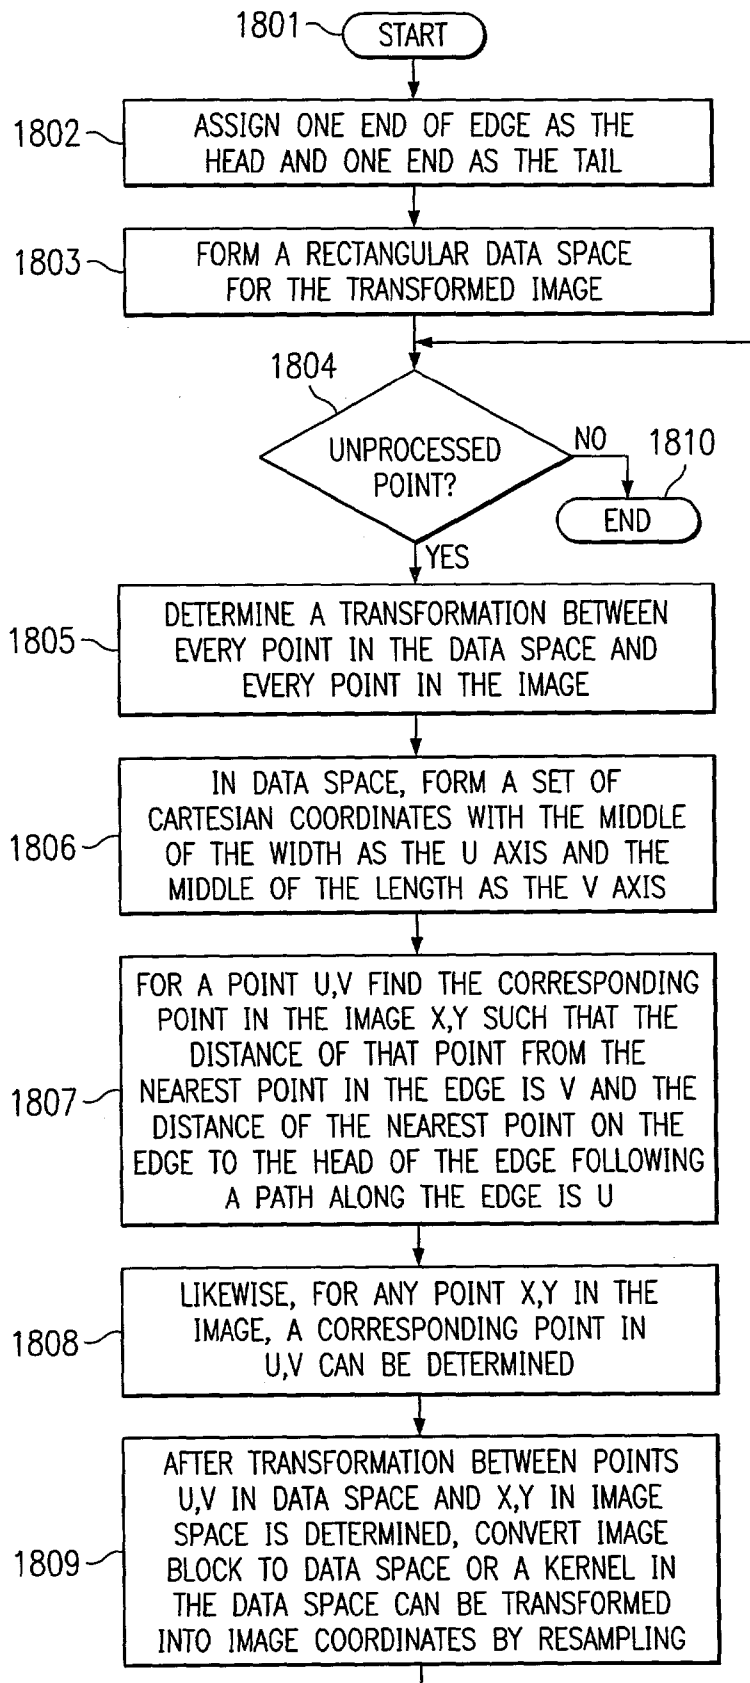 1801
START
1802
ASSIGN ONE END OF EDGE AS THE
HEAD AND ONE END AS THE TAIL
1803
FORM A RECTANGULAR DATA SPACE
FOR THE TRANSFORMED IMAGE
1804
UNPROCESSED
POINT?
NO
1810
END
YES
1805
DETERMINE A TRANSFORMATION BETWEEN
EVERY POINT IN THE DATA SPACE AND
EVERY POINT IN THE IMAGE
1806
IN DATA SPACE, FORM A SET OF
CARTESIAN COORDINATES WITH THE MIDDLE
OF THE WIDTH AS THE U AXIS AND THE
MIDDLE OF THE LENGTH AS THE V AXIS
1807
FOR A POINT U,V FIND THE CORRESPONDING
POINT IN THE IMAGE X,Y SUCH THAT THE
DISTANCE OF THAT POINT FROM THE
NEAREST POINT IN THE EDGE IS V AND THE
DISTANCE OF THE NEAREST POINT ON THE
EDGE TO THE HEAD OF THE EDGE FOLLOWING
A PATH ALONG THE EDGE IS U
1808
LIKEWISE, FOR ANY POINT X,Y IN THE
IMAGE, A CORRESPONDING POINT IN
U,V CAN BE DETERMINED
1809
AFTER TRANSFORMATION BETWEEN POINTS
U,V IN DATA SPACE AND X,Y IN IMAGE
SPACE IS DETERMINED, CONVERT IMAGE
BLOCK TO DATA SPACE OR A KERNEL IN
THE DATA SPACE CAN BE TRANSFORMED
INTO IMAGE COORDINATES BY RESAMPLING